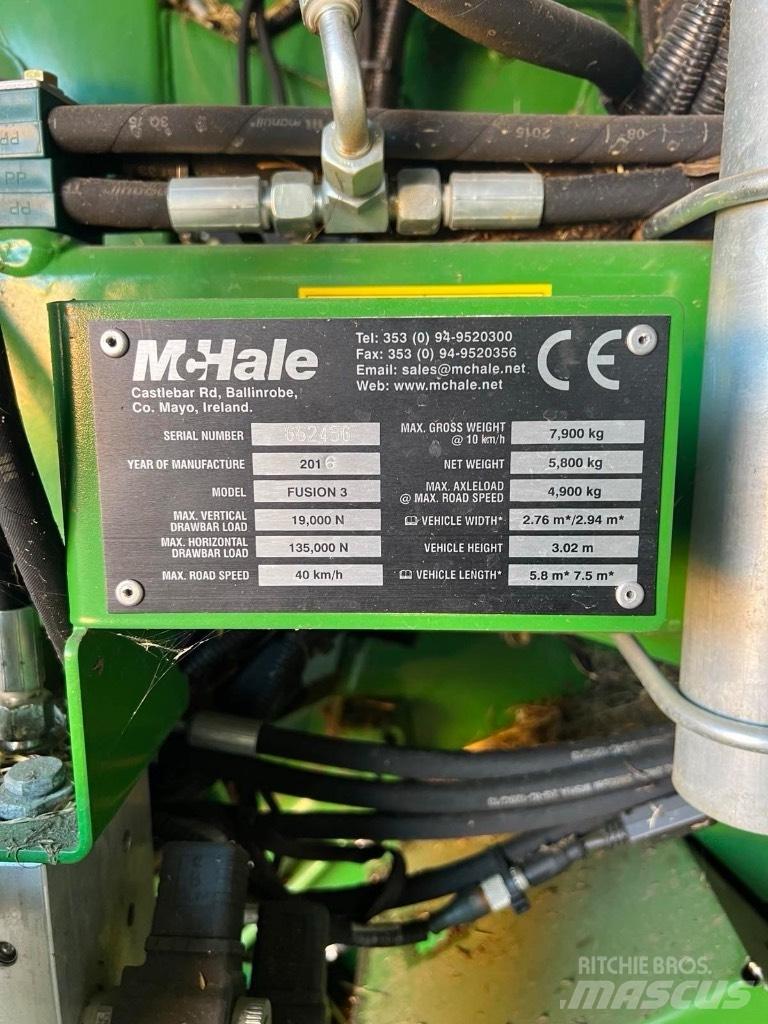 2015
08
PP
PP
PP
McHale
Castlebar Rd, Ballinrobe,
Co. Mayo, Ireland.
Tel: 353 (0) 94-9520300
Fax: 353 (0) 94-9520356
Email: sales@mchale.net
Web: www.mchale.net
CE
SERIAL NUMBER 662456
YEAR OF MANUFACTURE 2016
MODEL FUSION 3
MAX. VERTICAL
DRAWBAR LOAD 19,000 N
MAX. HORIZONTAL
DRAWBAR LOAD 135,000 N
MAX. ROAD SPEED 40 km/h
MAX. GROSS WEIGHT
@ 10 km/h 7,900 kg
NET WEIGHT 5,800 kg
MAX. AXLELOAD
@ MAX. ROAD SPEED 4,900 kg
VEHICLE WIDTH* 2.76 m*/2.94 m*
VEHICLE HEIGHT 3.02 m
VEHICLE LENGTH* 5.8 m* 7.5 m*
RITCHIE BROS.
MASCUS